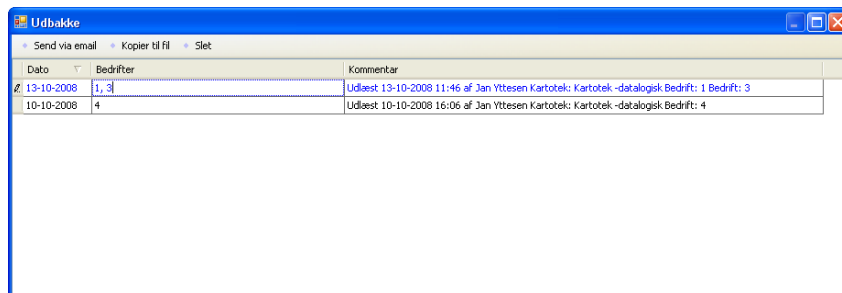 Udbakke
Send via email Kopier til fil Slet
Dato Bedrifter Kommentar
13-10-2008 1, 3 Udlæst 13-10-2008 11:46 af Jan Yttesen Kartotek: Kartotek -datalogisk Bedrift: 1 Bedrift: 3
10-10-2008 4 Udlæst 10-10-2008 16:06 af Jan Yttesen Kartotek: Kartotek -datalogisk Bedrift: 4